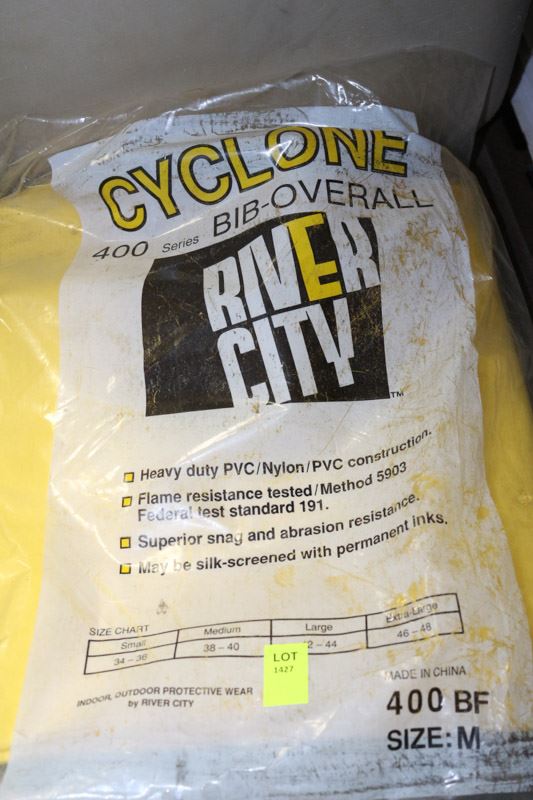 CYCLONE
400 Series BIB-OVERALL
RIVER
CITY
TM
Heavy duty PVC/Nylon/PVC construction.
Flame resistance tested/Method 5903
Federal test standard 191.
Superior snag and abrasion resistance.
May be silk-screened with permanent inks.
SIZE CHART
Small Medium Large Extra-Large
34 – 36 38 – 40 2 – 44 46 – 48
LOT
1427
INDOOR, OUTDOOR PROTECTIVE WEAR
by RIVER CITY
MADE IN CHINA
400 BF
SIZE: M